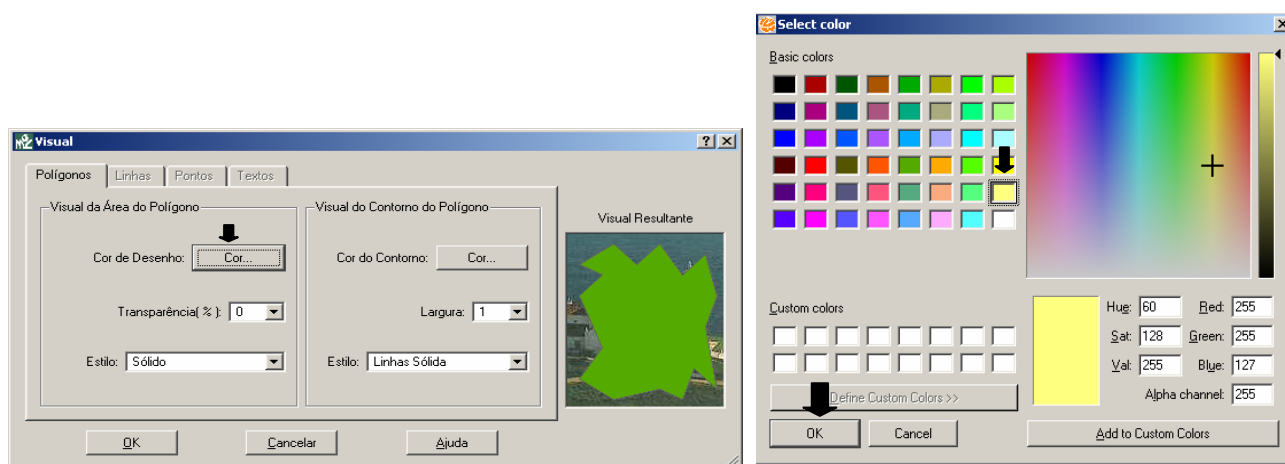 Visual
Polígonos Linhas Pontos Textos
Visual da Área do Polígono
Cor de Desenho: Cor...
Transparência( % ): 0
Estilo: Sólido
Visual do Contorno do Polígono
Cor do Contorno: Cor...
Largura: 1
Estilo: Linhas Sólida
Visual Resultante
OK Cancelar Ajuda
Select color
Basic colors
Custom colors
Define Custom Colors >>
OK Cancel
Hue: 60 Red: 255
Sat: 128 Green: 255
Val: 255 Blue: 127
Alpha channel: 255
Add to Custom Colors